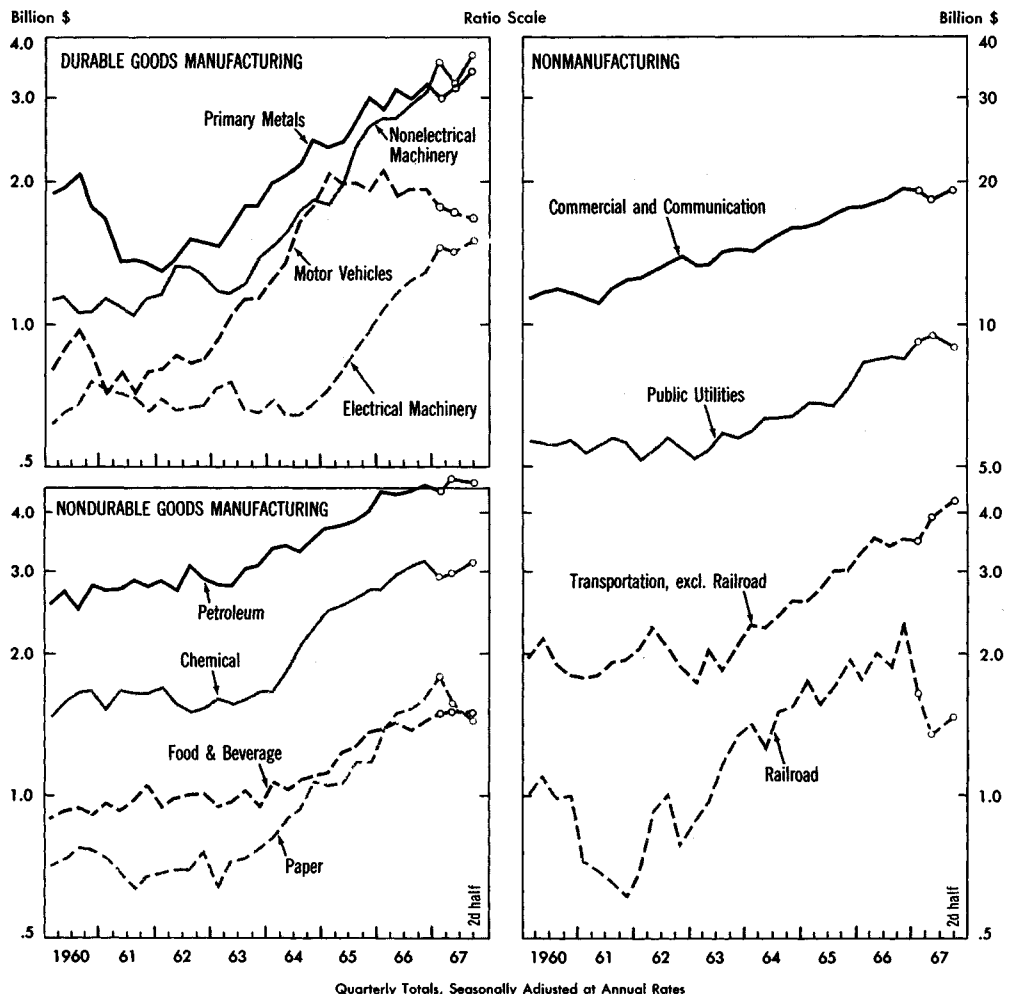 Billion $ Ratio Scale Billion $
4.0
DURABLE GOODS MANUFACTURING
3.0
Primary Metals
Nonelectrical
Machinery
2.0
Motor Vehicles
1.0
Electrical Machinery
.5
NONDURABLE GOODS MANUFACTURING
4.0
3.0
Petroleum
2.0
Chemical
Food & Beverage
1.0
Paper
2d half
.5
1960 61 62 63 64 65 66 67
40
NONMANUFACTURING
30
20
Commercial and Communication
10
Public Utilities
5.0
4.0
Transportation, excl. Railroad
3.0
2.0
Railroad
1.0
2d half
.5
1960 61 62 63 64 65 66 67
Quarterly Totals, Seasonally Adjusted at Annual Rates